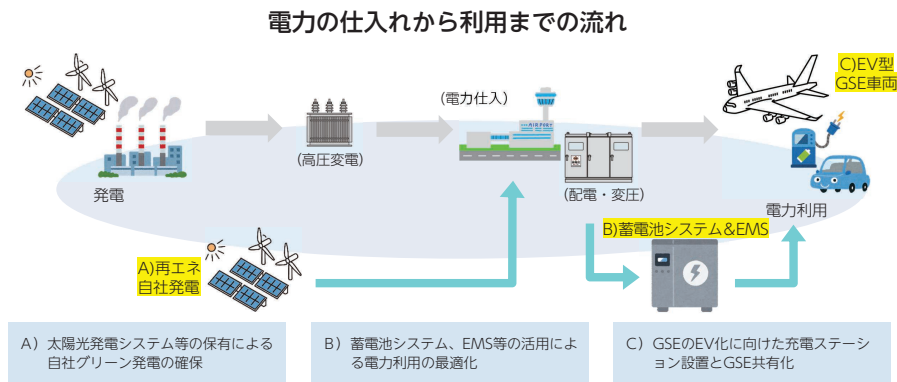 電力の仕入れから利用までの流れ
C)EV型
GSE車両
(電力仕入)
AIRPORT
(高圧変電)
発電
(配電・変圧)
電力利用
B)蓄電池システム&EMS
A)再エネ
自社発電
A）太陽光発電システム等の保有による
自社グリーン発電の確保
B）蓄電池システム、EMS等の活用によ
る電力利用の最適化
C）GSEのEV化に向けた充電ステーシ
ョン設置とGSE共有化